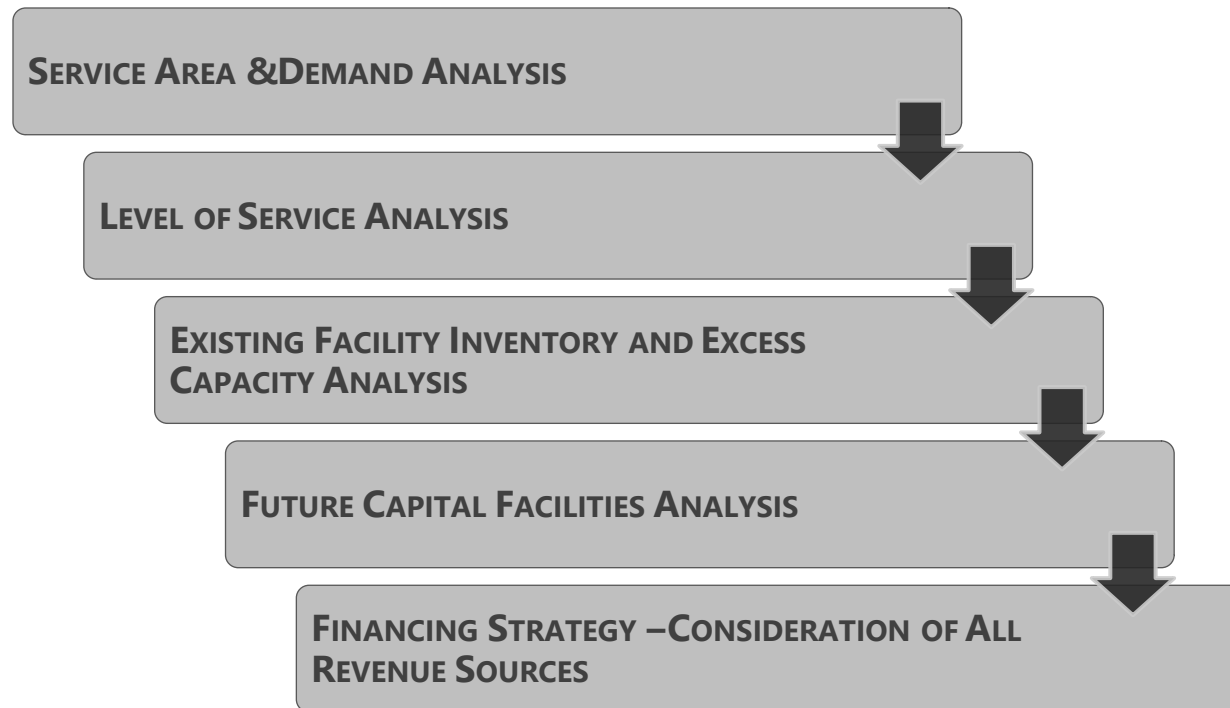 SERVICE AREA &DEMAND ANALYSIS
LEVEL OF SERVICE ANALYSIS
EXISTING FACILITY INVENTORY AND EXCESS
CAPACITY ANALYSIS
FUTURE CAPITAL FACILITIES ANALYSIS
FINANCING STRATEGY –CONSIDERATION OF ALL
REVENUE SOURCES